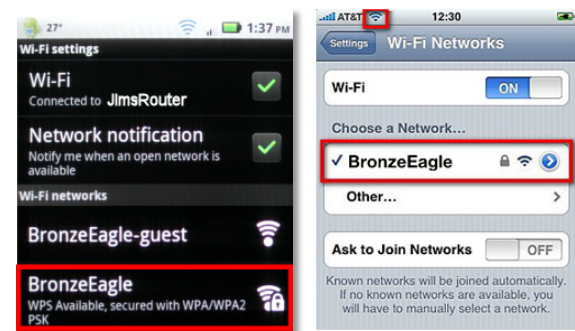 27°
1:37 PM
Wi-Fi settings
Wi-Fi
Connected to JimsRouter
Network notification
Notify me when an open network is
available
Wi-Fi networks
BronzeEagle-guest
BronzeEagle
WPS Available, secured with WPA/WPA2
PSK
AT&T
12:30
Settings
Wi-Fi Networks
Wi-Fi
ON
Choose a Network...
✓ BronzeEagle
Other...
Ask to Join Networks
OFF
Known networks will be joined automatically.
If no known networks are available, you
will have to manually select a network.